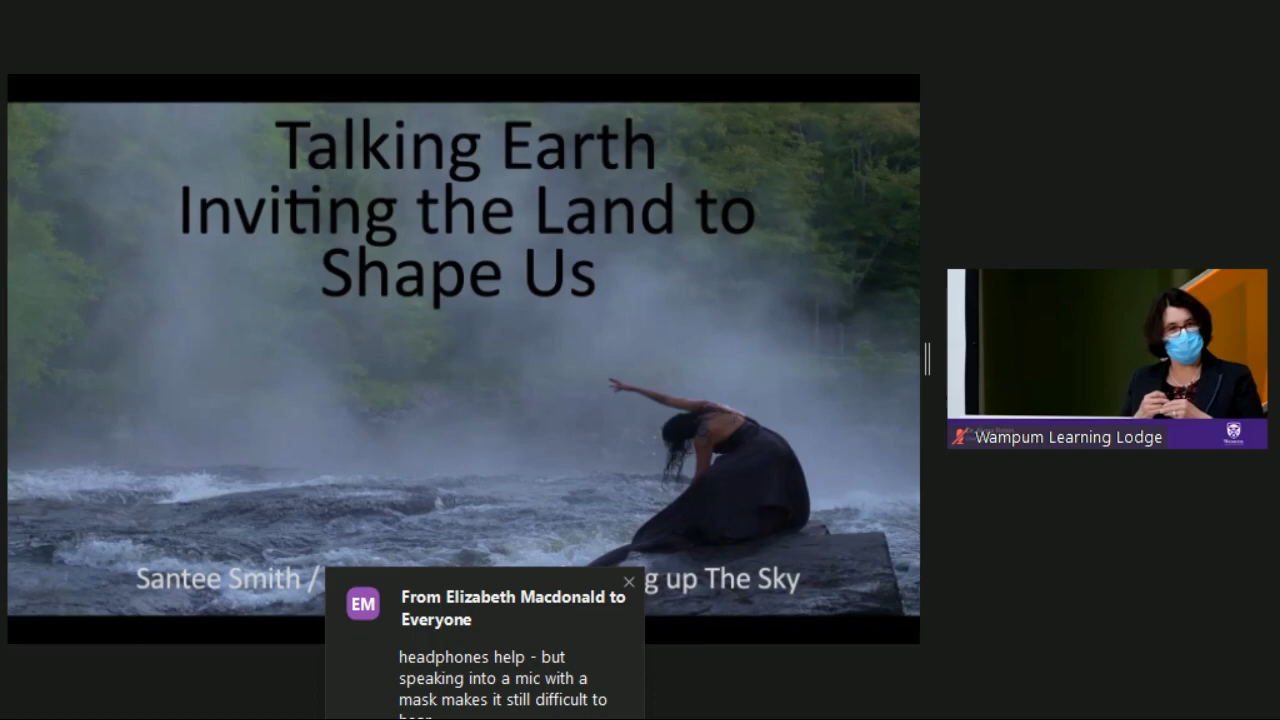 Talking Earth
Inviting the Land to
Shape Us
Santee Smith /
g up The Sky
EM
From Elizabeth Macdonald to
Everyone
headphones help - but
speaking into a mic with a
mask makes it still difficult to
Wampum Learning Lodge